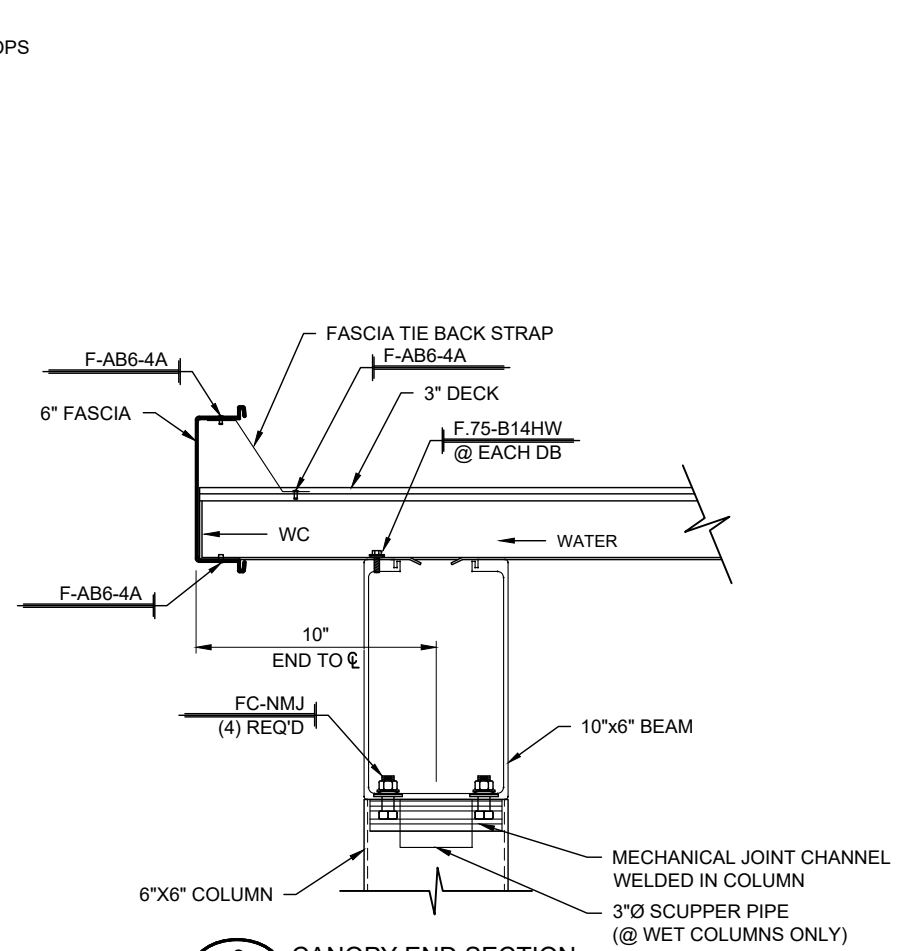 OPS
FASCIA TIE BACK STRAP
F-AB6-4A
F-AB6-4A
3" DECK
6" FASCIA
F.75-B14HW
@ EACH DB
WC
WATER
F-AB6-4A
10"
END TO ℄
FC-NMJ
(4) REQ'D
10"x6" BEAM
MECHANICAL JOINT CHANNEL
WELDED IN COLUMN
6"X6" COLUMN
3"Ø SCUPPER PIPE
(@ WET COLUMNS ONLY)
CANOPY END SECTION